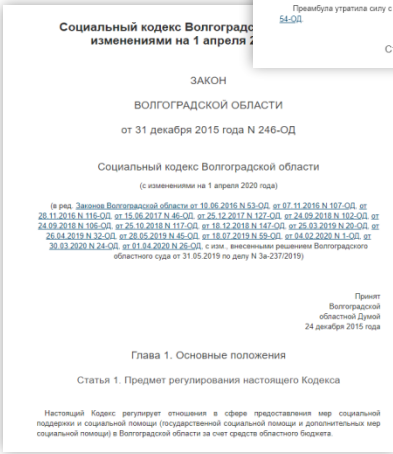 Преамбула утратила силу с
54-ОД.
С
Социальный кодекс Волгоградс
изменениями на 1 апреля 2
ЗАКОН
ВОЛГОГРАДСКОЙ ОБЛАСТИ
от 31 декабря 2015 года N 246-ОД
Социальный кодекс Волгоградской области
(с изменениями на 1 апреля 2020 года)
(в ред. Законов Волгоградской области от 10.06.2016 N 53-ОД, от 07.11.2016 N 107-ОД, от
28.11.2016 N 116-ОД, от 15.06.2017 N 46-ОД, от 25.12.2017 N 127-ОД, от 24.09.2018 N 102-ОД, от
24.09.2018 N 106-ОД, от 25.10.2018 N 117-ОД, от 18.12.2018 N 147-ОД, от 25.03.2019 N 20-ОД, от
26.04.2019 N 32-ОД, от 28.05.2019 N 45-ОД, от 18.07.2019 N 59-ОД, от 04.02.2020 N 1-ОД, от
30.03.2020 N 24-ОД, от 01.04.2020 N 26-ОД, с изм., внесенными решением Волгоградского
областного суда от 31.05.2019 по делу N 3а-237/2019)
Принят
Волгоградской
областной Думой
24 декабря 2015 года
Глава 1. Основные положения
Статья 1. Предмет регулирования настоящего Кодекса
Настоящий Кодекс регулирует отношения в сфере предоставления мер социальной
поддержки и социальной помощи (государственной социальной помощи и дополнительных мер
социальной помощи) в Волгоградской области за счет средств областного бюджета.